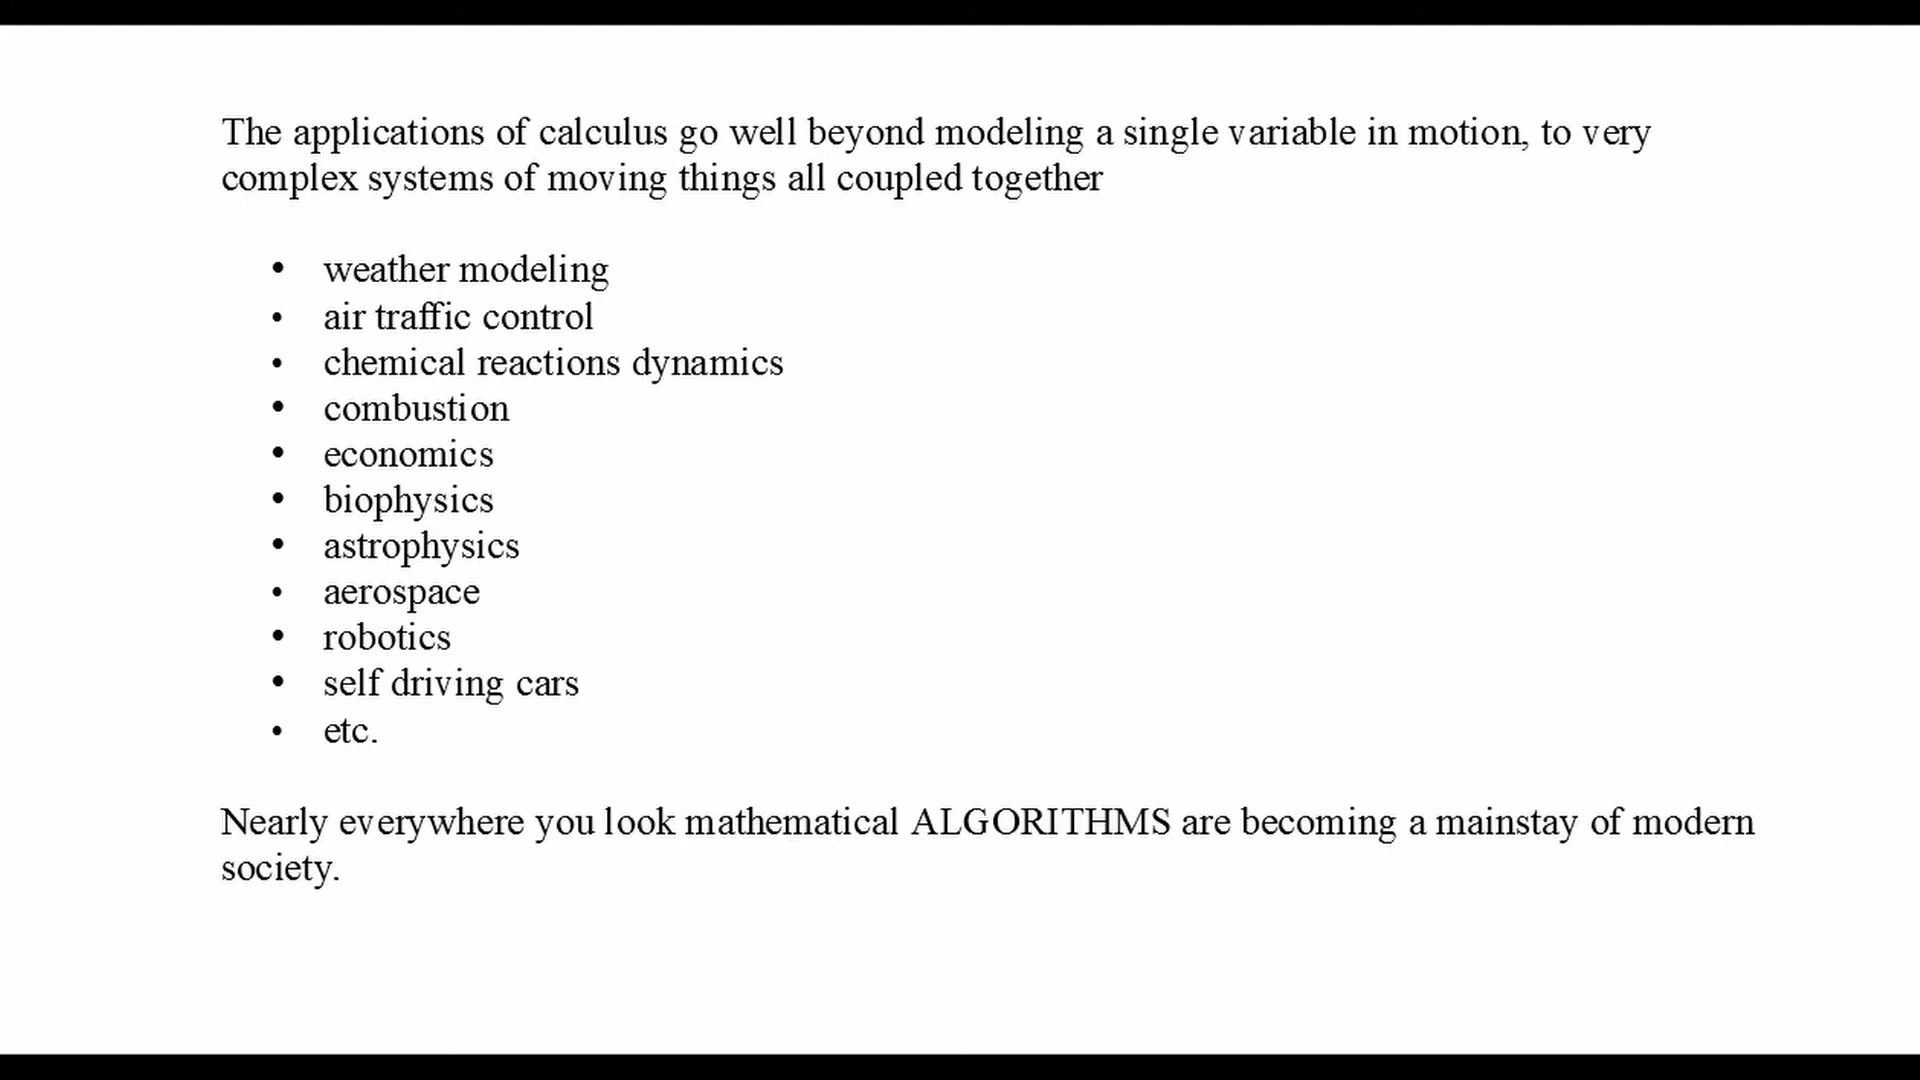 The applications of calculus go well beyond modeling a single variable in motion, to very
complex systems of moving things all coupled together
• weather modeling
• air traffic control
• chemical reactions dynamics
• combustion
• economics
• biophysics
• astrophysics
• aerospace
• robotics
• self driving cars
• etc.
Nearly everywhere you look mathematical ALGORITHMS are becoming a mainstay of modern
society.